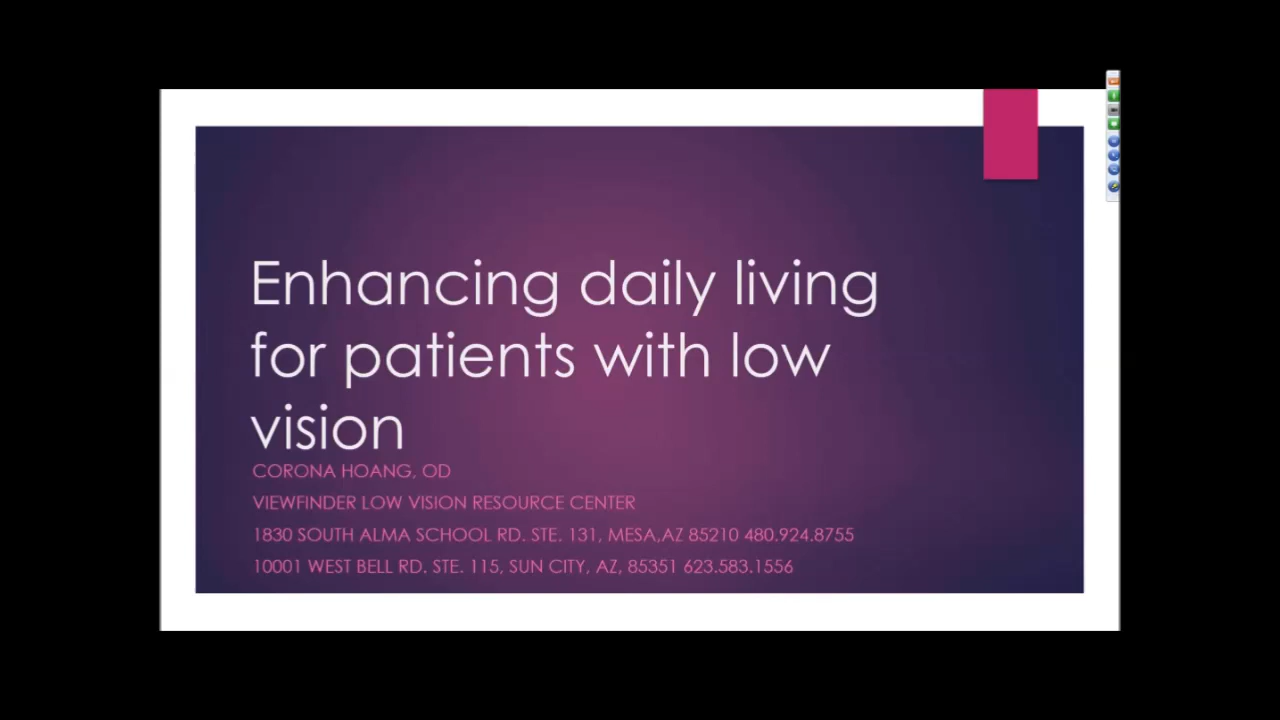 Enhancing daily living
for patients with low
vision
CORONA HOANG, OD
VIEWFINDER LOW VISION RESOURCE CENTER
1830 SOUTH ALMA SCHOOL RD. STE. 131, MESA,AZ 85210 480.924.8755
10001 WEST BELL RD. STE. 115, SUN CITY, AZ, 85351 623.583.1556